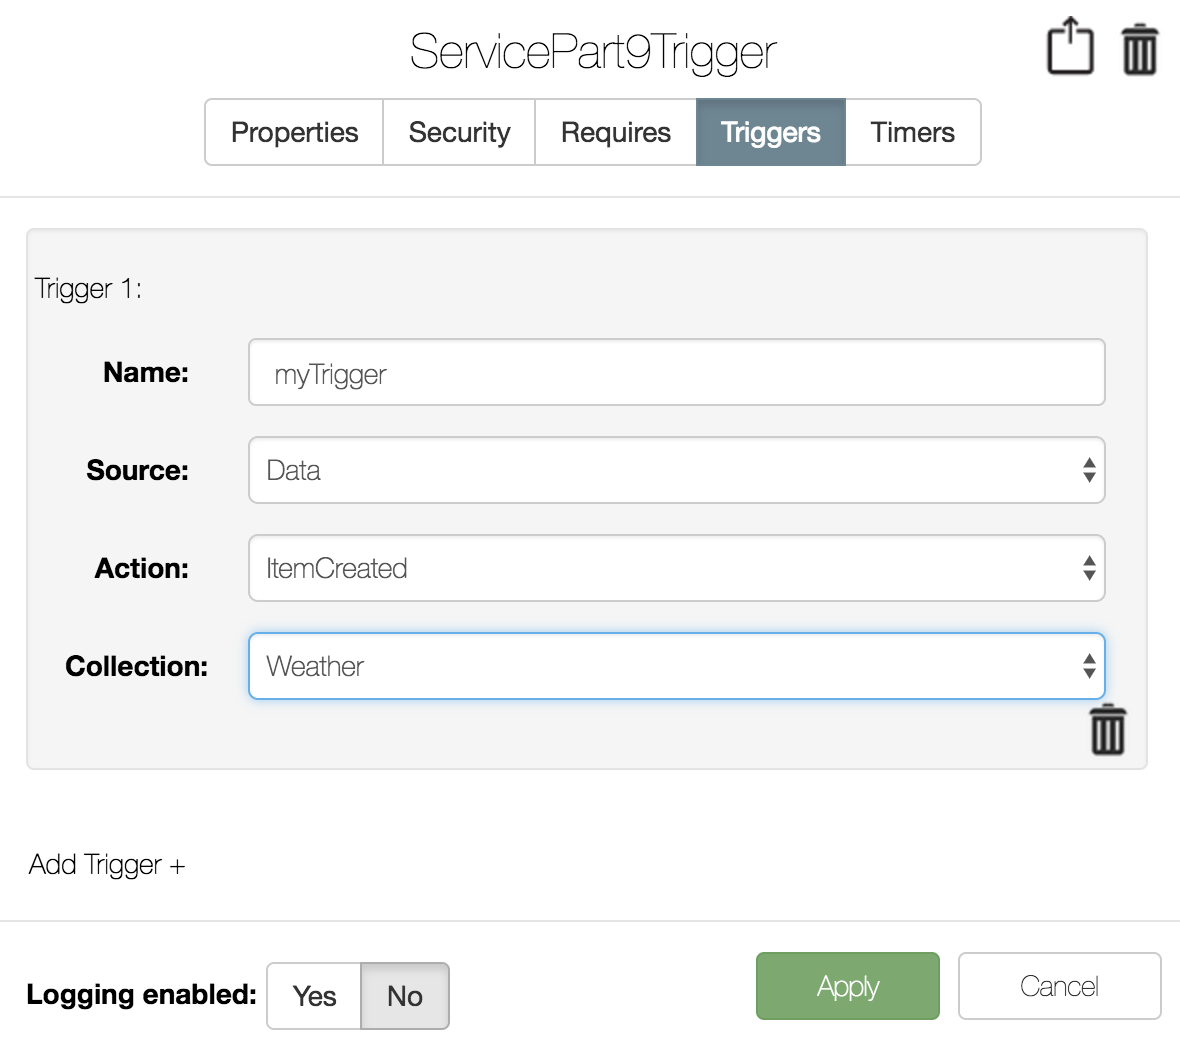 ServicePart9Trigger
Properties Security Requires Triggers Timers
Trigger 1:
Name: myTrigger
Source: Data
Action: ItemCreated
Collection: Weather
Add Trigger +
Logging enabled: Yes No Apply Cancel